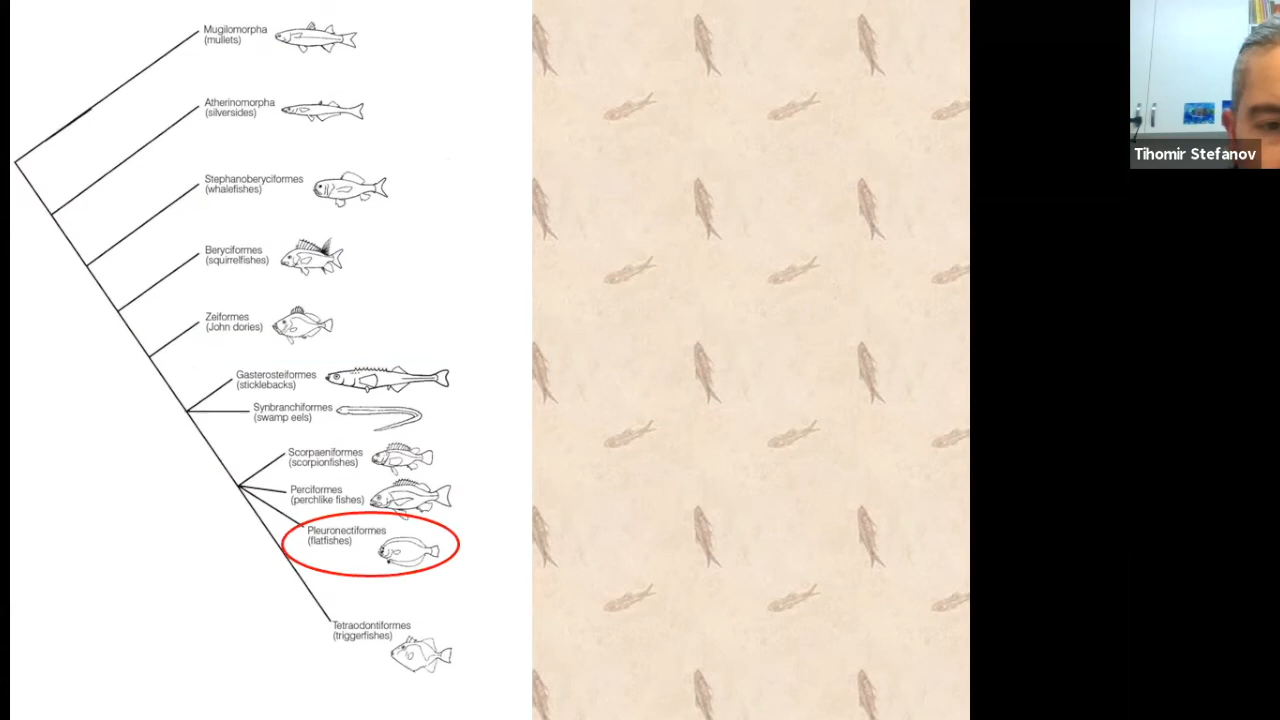 Mugilomorpha
(mullets)
Atherinomorpha
(silversides)
Stephanoberyciformes
(whalefishes)
Beryciformes
(squirrelfishes)
Zeiformes
(John dories)
Gasterosteiformes
(sticklebacks)
Synbranchiformes
(swamp eels)
Scorpaeniformes
(scorpionfishes)
Perciformes
(perchlike fishes)
Pleuronectiformes
(flatfishes)
Tetraodontiformes
(triggerfishes)
Tihomir Stefanov